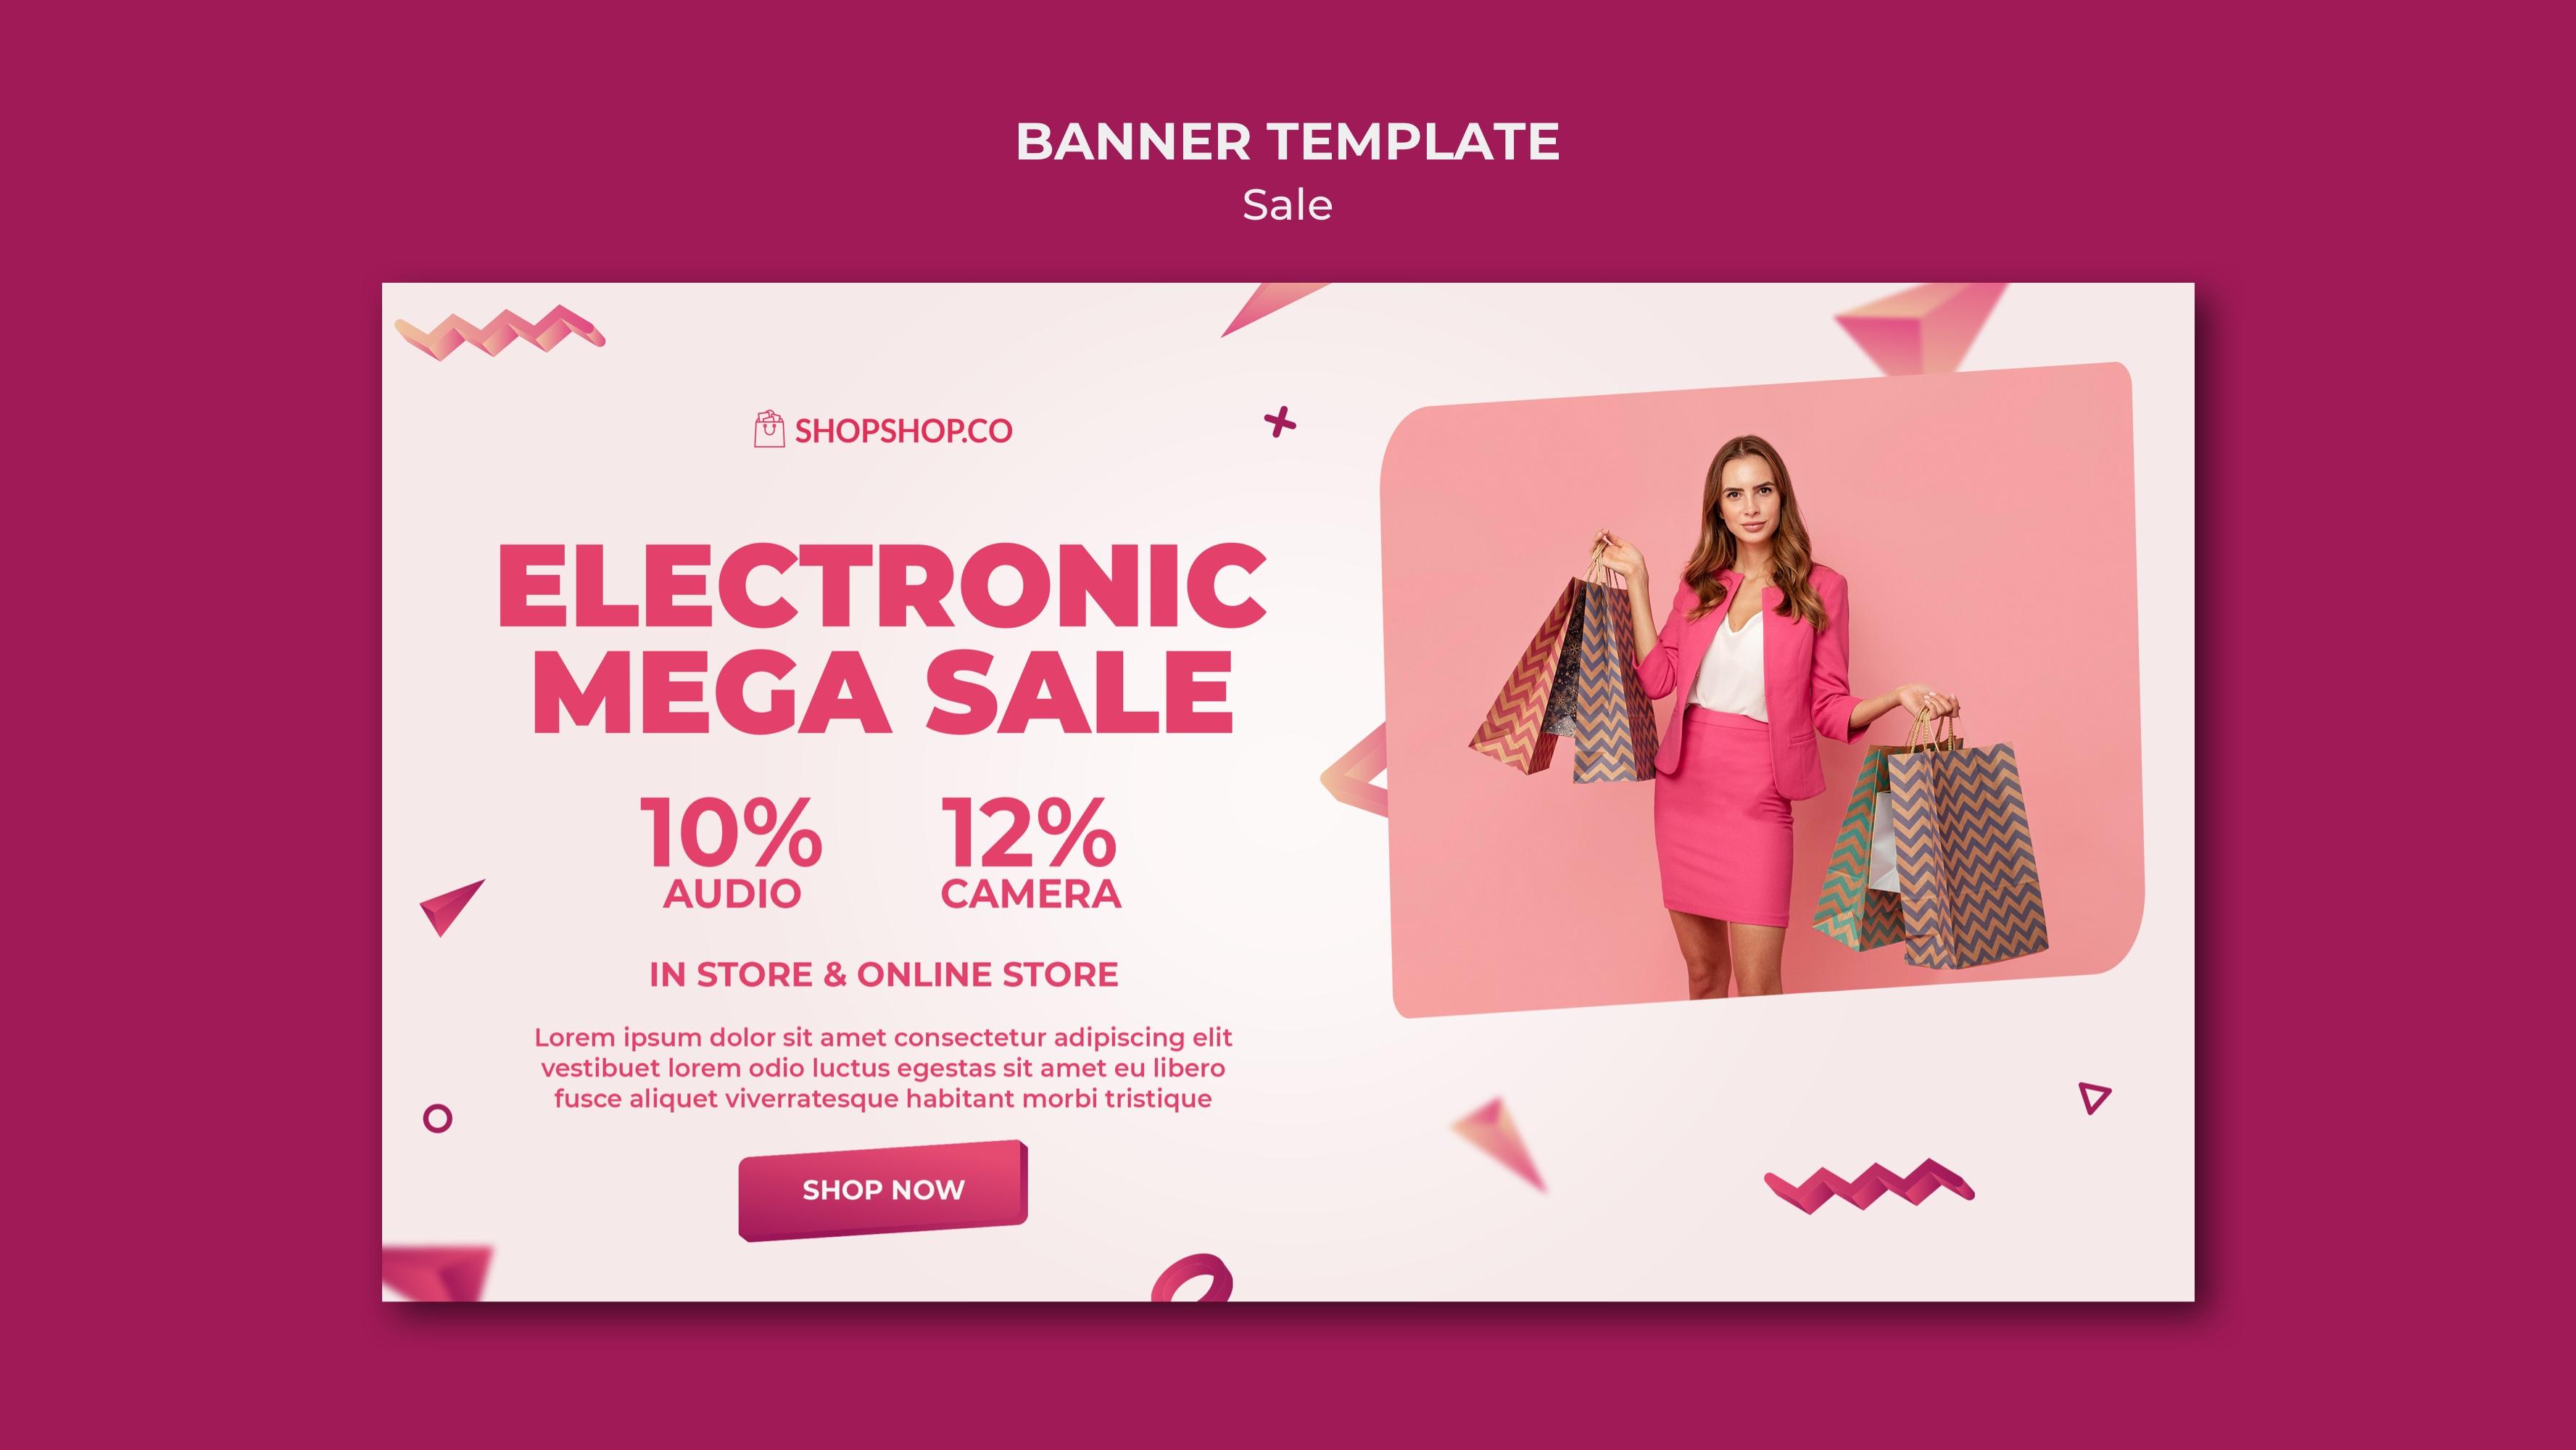 BANNER TEMPLATE
Sale
SHOPSHOP.CO
ELECTRONIC
MEGA SALE
10%
AUDIO
12%
CAMERA
IN STORE & ONLINE STORE
Lorem ipsum dolor sit amet consectetur adipiscing elit
vestibuet lorem odio luctus egestas sit amet eu libero
fusce aliquet viverratesque habitant morbi tristique
SHOP NOW